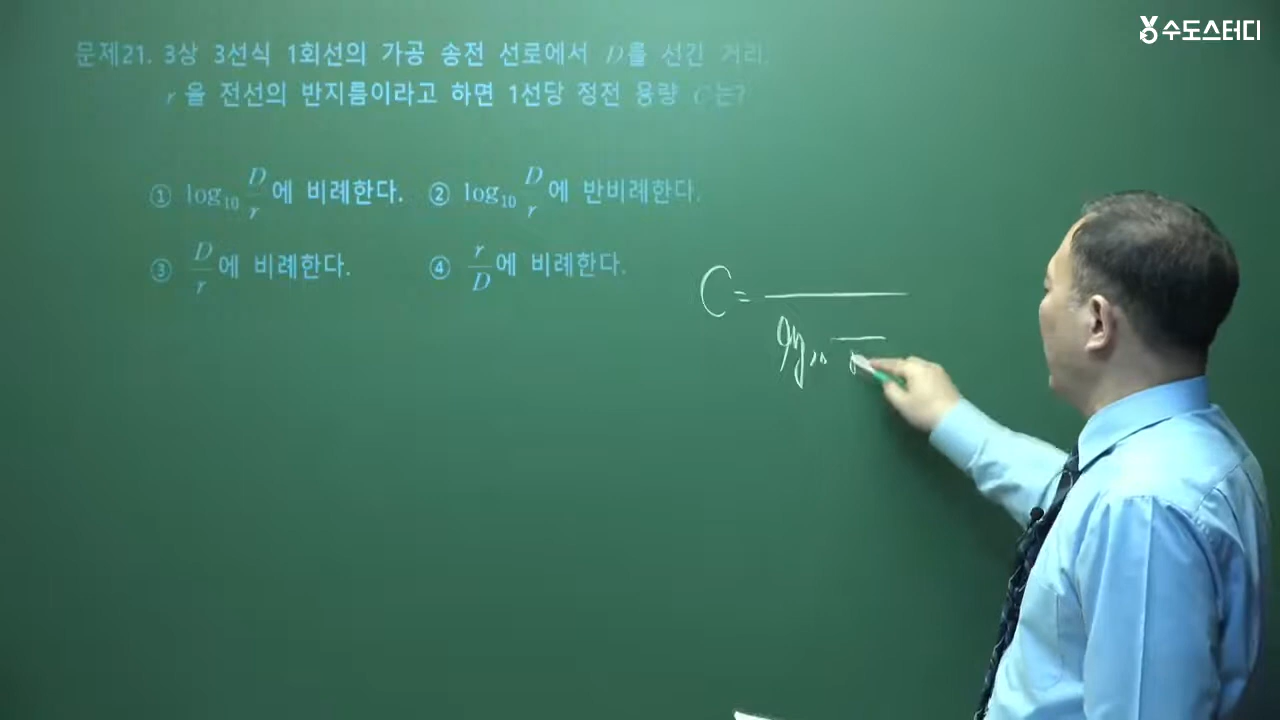 수도스터디
문제21. 3상 3선식 1회선의 가공 송전 선로에서 D를 선간 거리,
r을 전선의 반지름이라고 하면 1선당 정전 용량 C는?
① log₁₀ D/r에 비례한다. ② log₁₀ D/r에 반비례한다.
③ D/r에 비례한다. ④ r/D에 비례한다.
C=
log₁₀